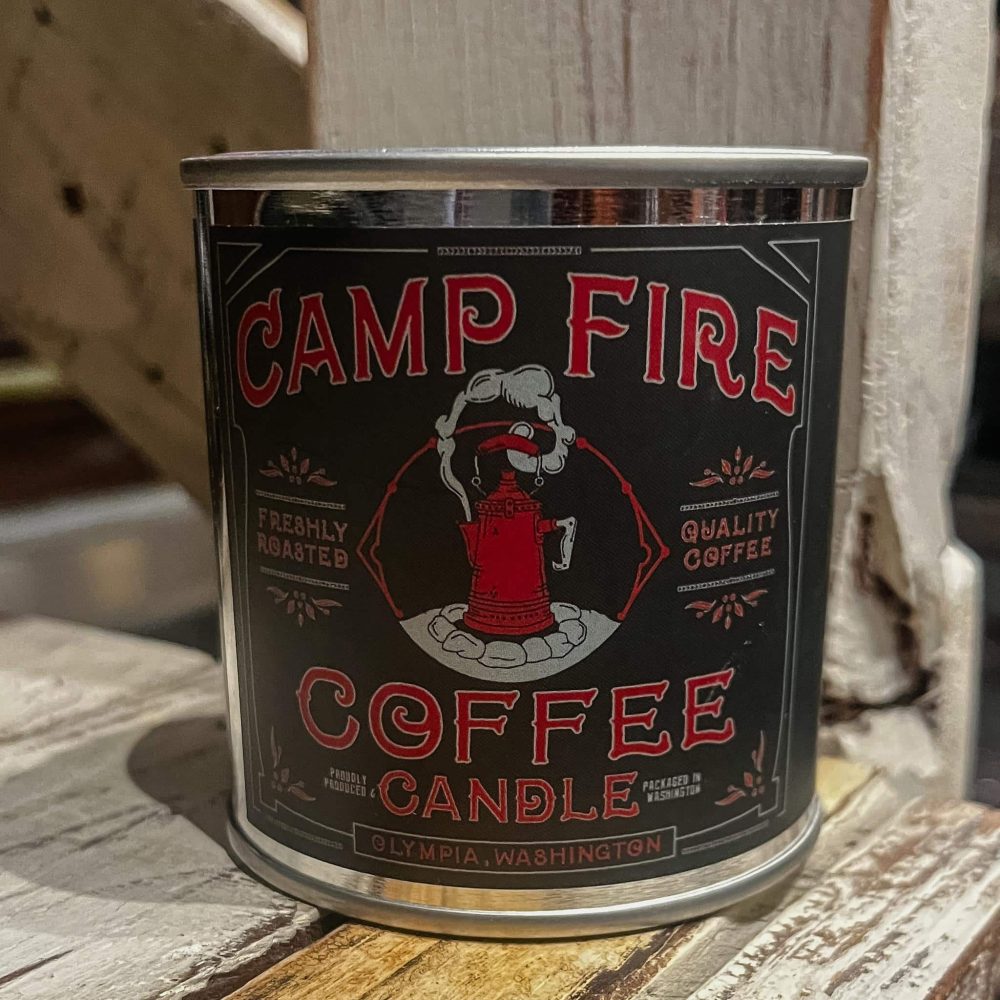 CAMP FIRE
FRESHLY
ROASTED
QUALITY
COFFEE
COFFEE
PROUDLY
PRODUCED &
CANDLE
PACKAGED IN
WASHINGTON
OLYMPIA, WASHINGTON